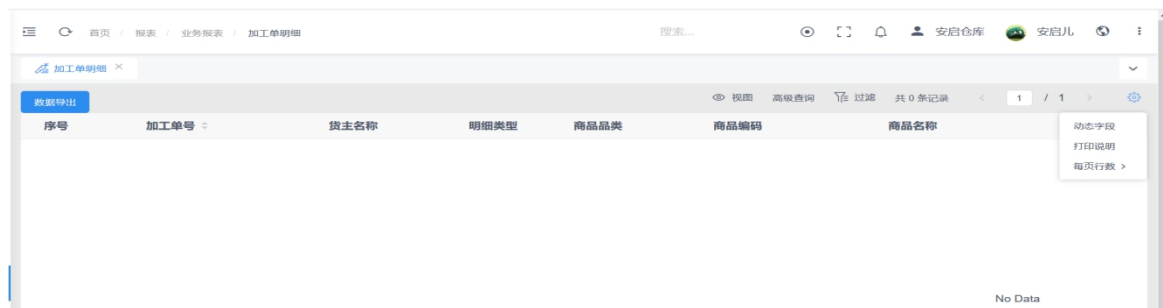 首页 / 报表 / 业务报表 / 加工单明细 搜索... 安启仓库 安启儿
加工单明细 ×
数据导出 视图 高级查询 过滤 共 0 条记录 < 1 / 1 >
序号 加工单号 货主名称 明细类型 商品品类 商品编码 商品名称
动态字段
打印说明
每页行数 >
No Data